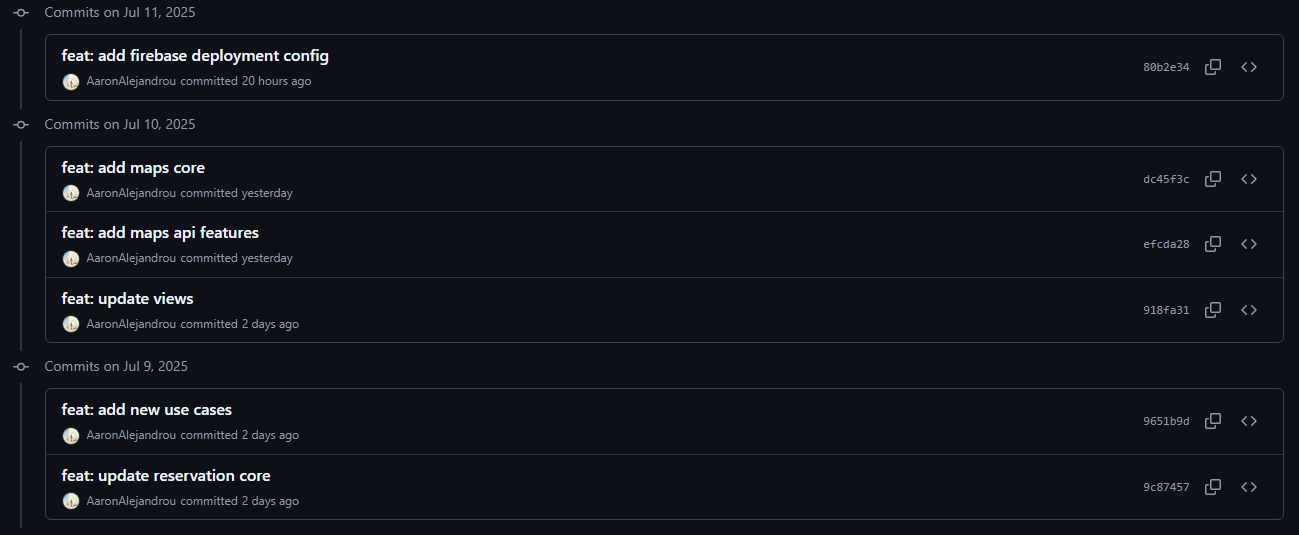 Commits on Jul 11, 2025
feat: add firebase deployment config
AaronAlejandrou committed 20 hours ago
80b2e34
Commits on Jul 10, 2025
feat: add maps core
AaronAlejandrou committed yesterday
dc45f3c
feat: add maps api features
AaronAlejandrou committed yesterday
efcda28
feat: update views
AaronAlejandrou committed 2 days ago
918fa31
Commits on Jul 9, 2025
feat: add new use cases
AaronAlejandrou committed 2 days ago
9651b9d
feat: update reservation core
AaronAlejandrou committed 2 days ago
9c87457